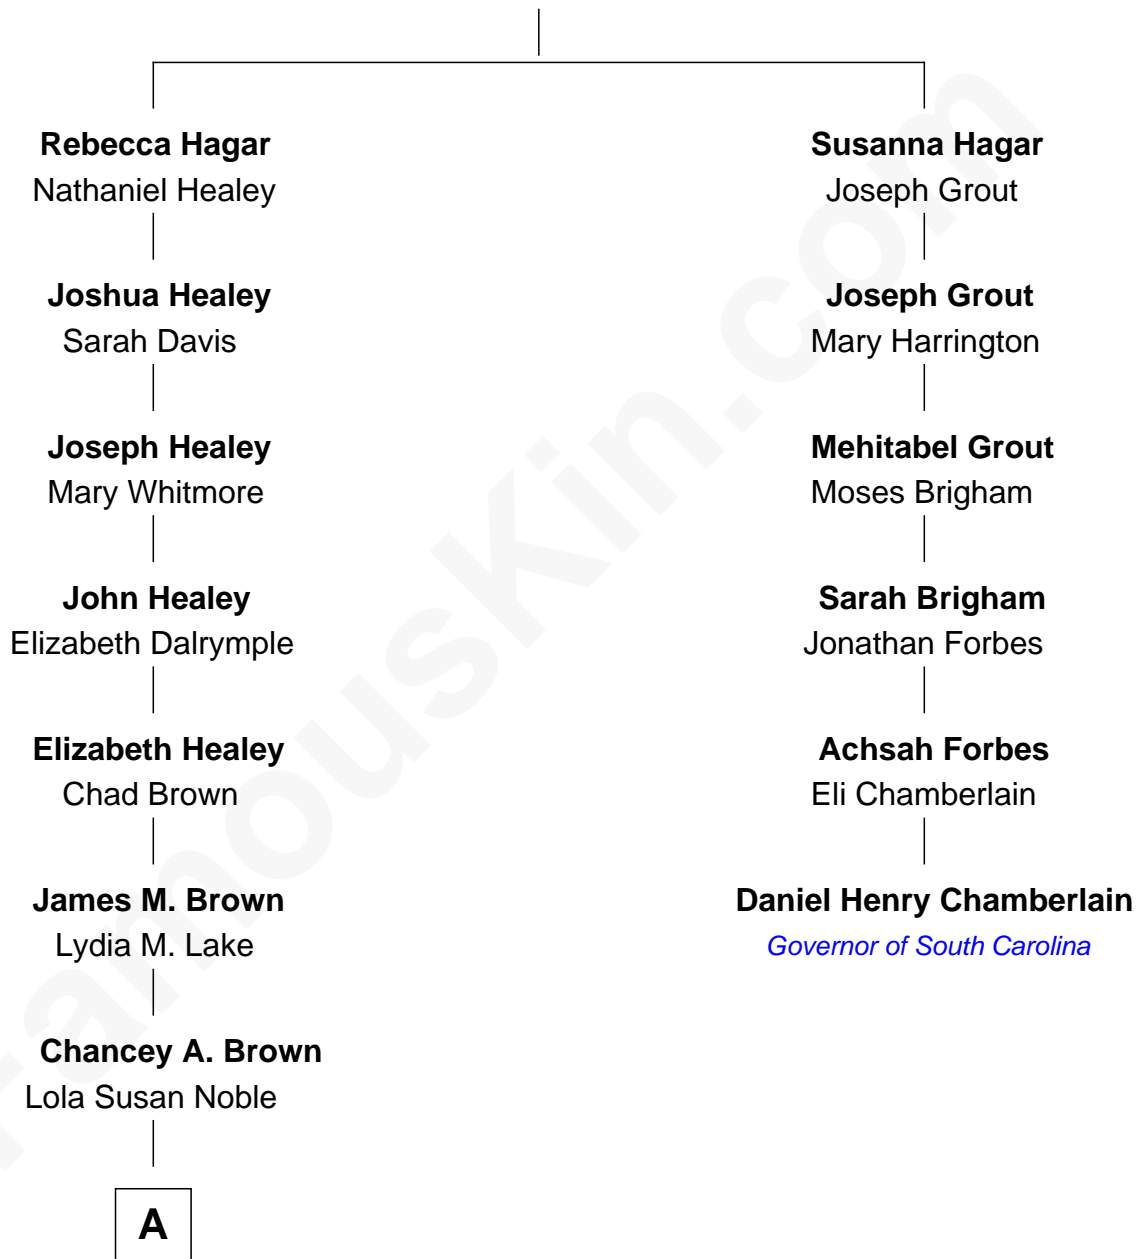 Rebecca Hagar
Nathaniel Healey
Joshua Healey
Sarah Davis
Joseph Healey
Mary Whitmore
John Healey
Elizabeth Dalrymple
Elizabeth Healey
Chad Brown
James M. Brown
Lydia M. Lake
Chancey A. Brown
Lola Susan Noble
A
Susanna Hagar
Joseph Grout
Joseph Grout
Mary Harrington
Mehitabel Grout
Moses Brigham
Sarah Brigham
Jonathan Forbes
Achsah Forbes
Eli Chamberlain
Daniel Henry Chamberlain
Governor of South Carolina
FamousKin.com